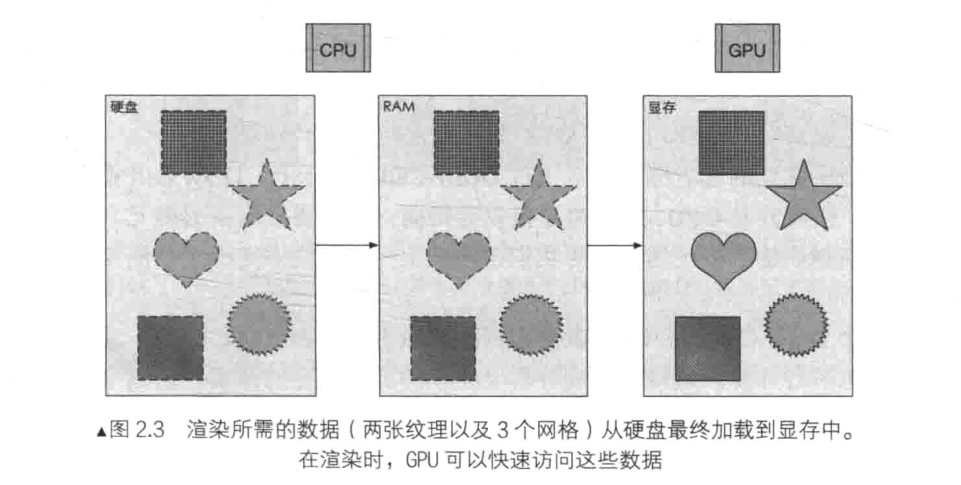 CPU
GPU
硬盘
RAM
显存
▲图 2.3 渲染所需的数据（两张纹理以及 3 个网格）从硬盘最终加载到显存中。
在渲染时，GPU 可以快速访问这些数据